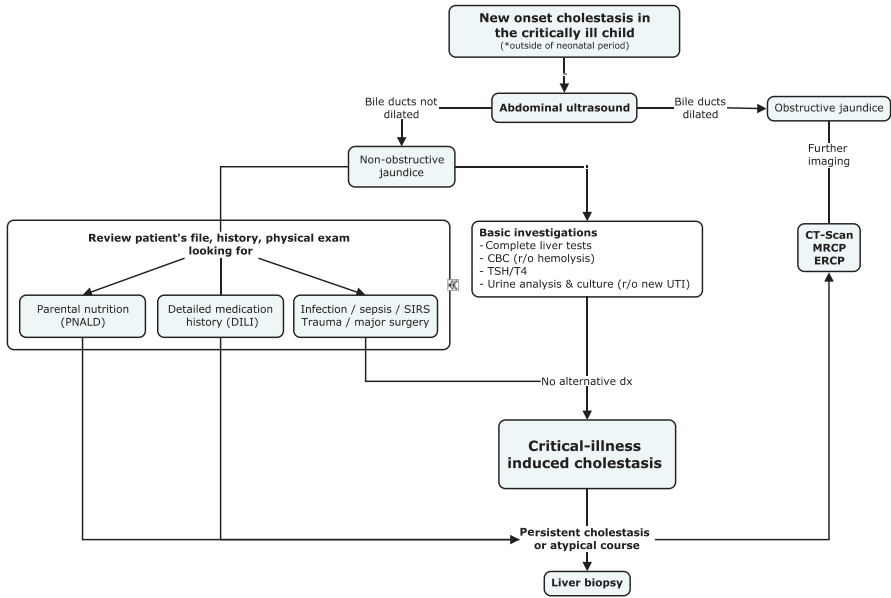 New onset cholestasis in
the critically ill child
(*outside of neonatal period)
Bile ducts not
dilated
Abdominal ultrasound
Bile ducts
dilated
Obstructive jaundice
Non-obstructive
jaundice
Further
imaging
Review patient's file, history, physical exam
looking for
Basic investigations
-Complete liver tests
- CBC (r/o hemolysis)
- TSH/T4
- Urine analysis & culture (r/o new UTI)
CT-Scan
MRCP
ERCP
Parental nutrition
(PNALD)
Detailed medication
history (DILI)
Infection / sepsis / SIRS
Trauma / major surgery
No alternative dx
Critical-illness
induced cholestasis
Persistent cholestasis
or atypical course
Liver biopsy